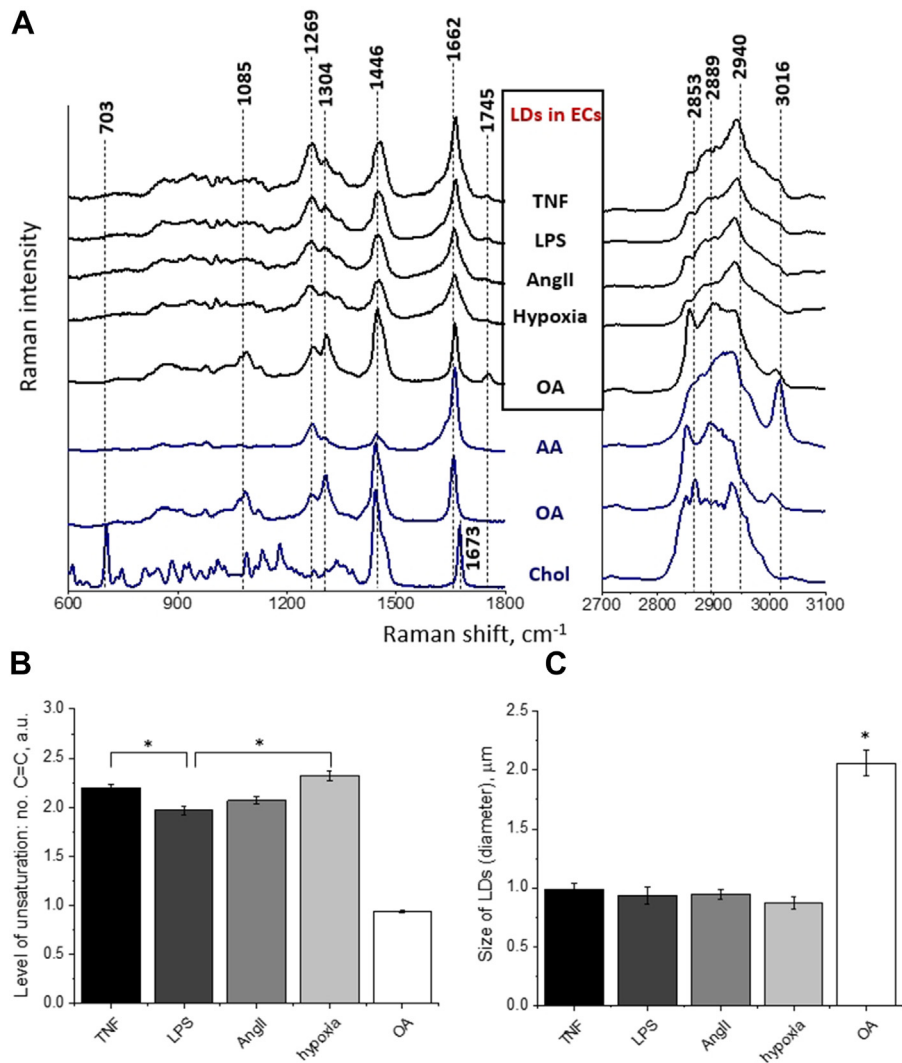 A
703
1085
1269
1304
1446
1662
1745
2853
2889
2940
3016
LDs in ECs
TNF
LPS
AngII
Hypoxia
OA
AA
OA
Chol
1673
Raman intensity
600 900 1200 1500 1800
2700 2800 2900 3000 3100
Raman shift, cm-1
B
Level of unsaturation: no. C=C, a.u.
3.0
2.5
2.0
1.5
1.0
0.5
0.0
*
*
TNF LPS AngII hypoxia OA
C
Size of LDs (diameter), μm
2.5
2.0
1.5
1.0
0.5
0.0
*
TNF LPS AngII hypoxia OA